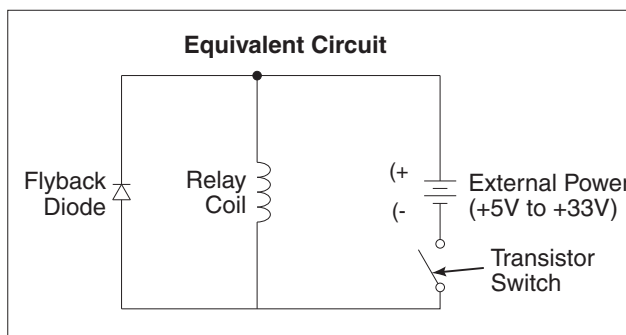 Equivalent Circuit
Flyback
Diode
Relay
Coil
(+
(-
External Power
(+5V to +33V)
Transistor
Switch